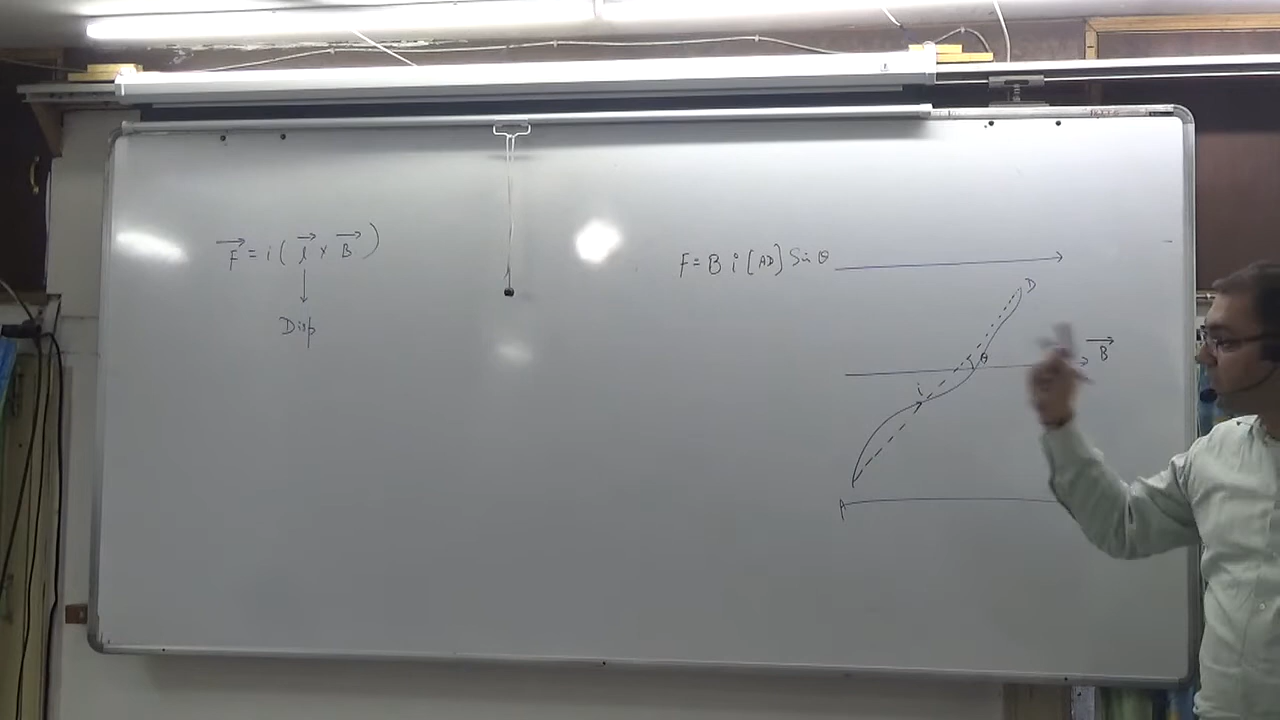 F = i ( l × B )
Disp
F = B i [AD] Sin θ
D
θ
B
i
A